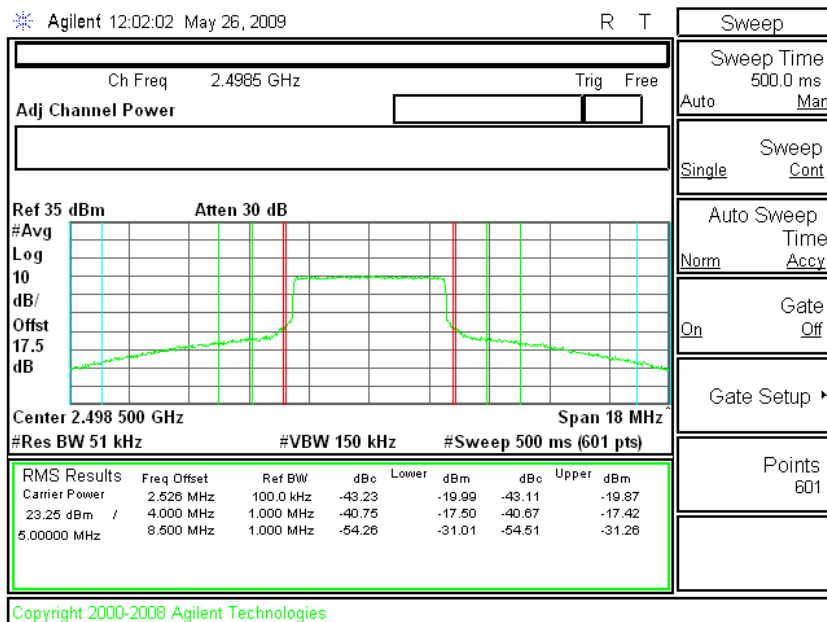 Agilent 12:02:02 May 26, 2009 R T
Ch Freq 2.4985 GHz Trig Free
Adj Channel Power
Ref 35 dBm Atten 30 dB
#Avg
Log
10
dB/
Offst
17.5
dB
Center 2.498 500 GHz Span 18 MHz^
#Res BW 51 kHz #VBW 150 kHz #Sweep 500 ms (601 pts)
RMS Results Freq Offset Ref BW dBc Lower dBm dBc Upper dBm
Carrier Power 2.526 MHz 100.0 kHz -43.23 -19.99 -43.11 -19.87
23.25 dBm / 4.000 MHz 1.000 MHz -40.75 -17.50 -40.67 -17.42
5.00000 MHz 8.500 MHz 1.000 MHz -54.26 -31.01 -54.51 -31.26
Copyright 2000-2008 Agilent Technologies
Sweep
Sweep Time
500.0 ms
Auto Man
Sweep
Single Cont
Auto Sweep
Time
Norm Accy
Gate
On Off
Gate Setup
Points
601